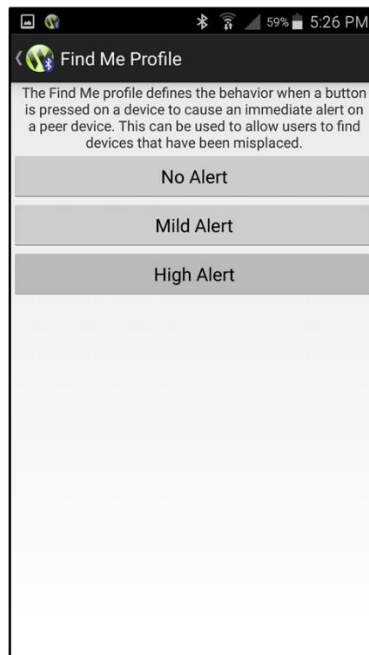 59% 5:26 PM
Find Me Profile
The Find Me profile defines the behavior when a button
is pressed on a device to cause an immediate alert on
a peer device. This can be used to allow users to find
devices that have been misplaced.
No Alert
Mild Alert
High Alert